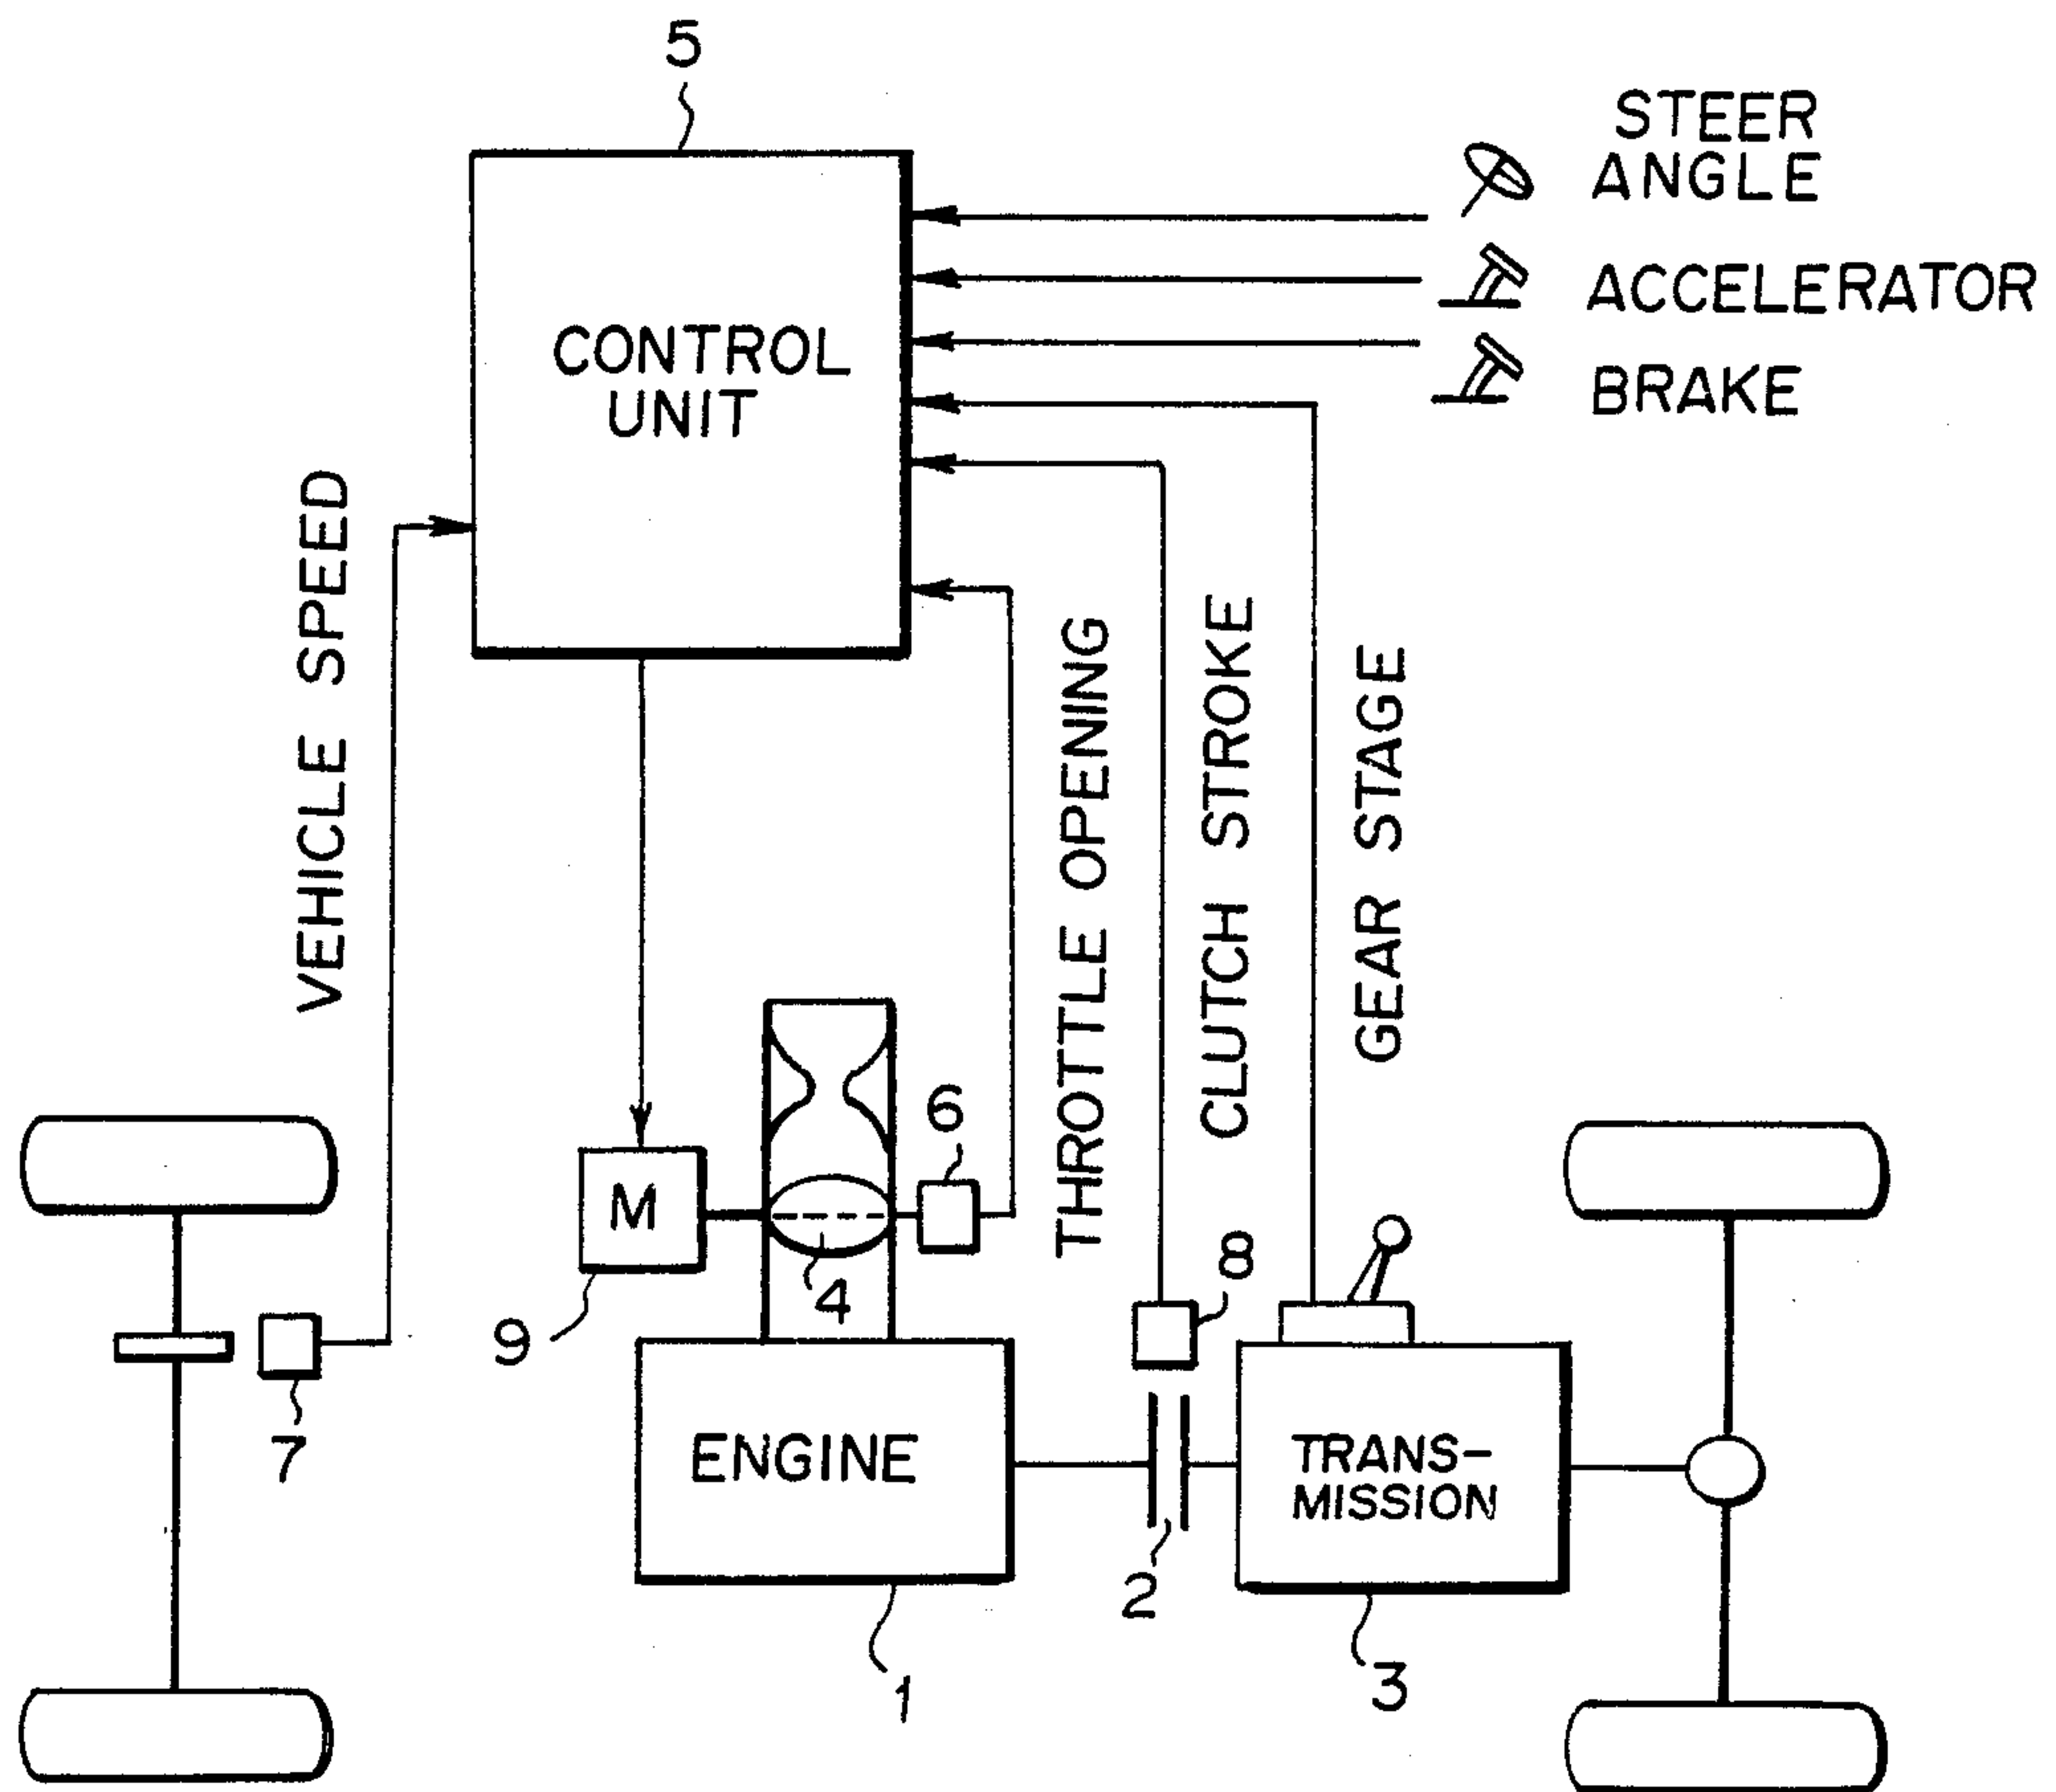 5
STEER
ANGLE
ACCELERATOR
BRAKE
CONTROL
UNIT
VEHICLE SPEED
THROTTLE OPENING
CLUTCH STROKE
GEAR STAGE
6
M
4
8
9
7
ENGINE
TRANS-
MISSION
2
1
3